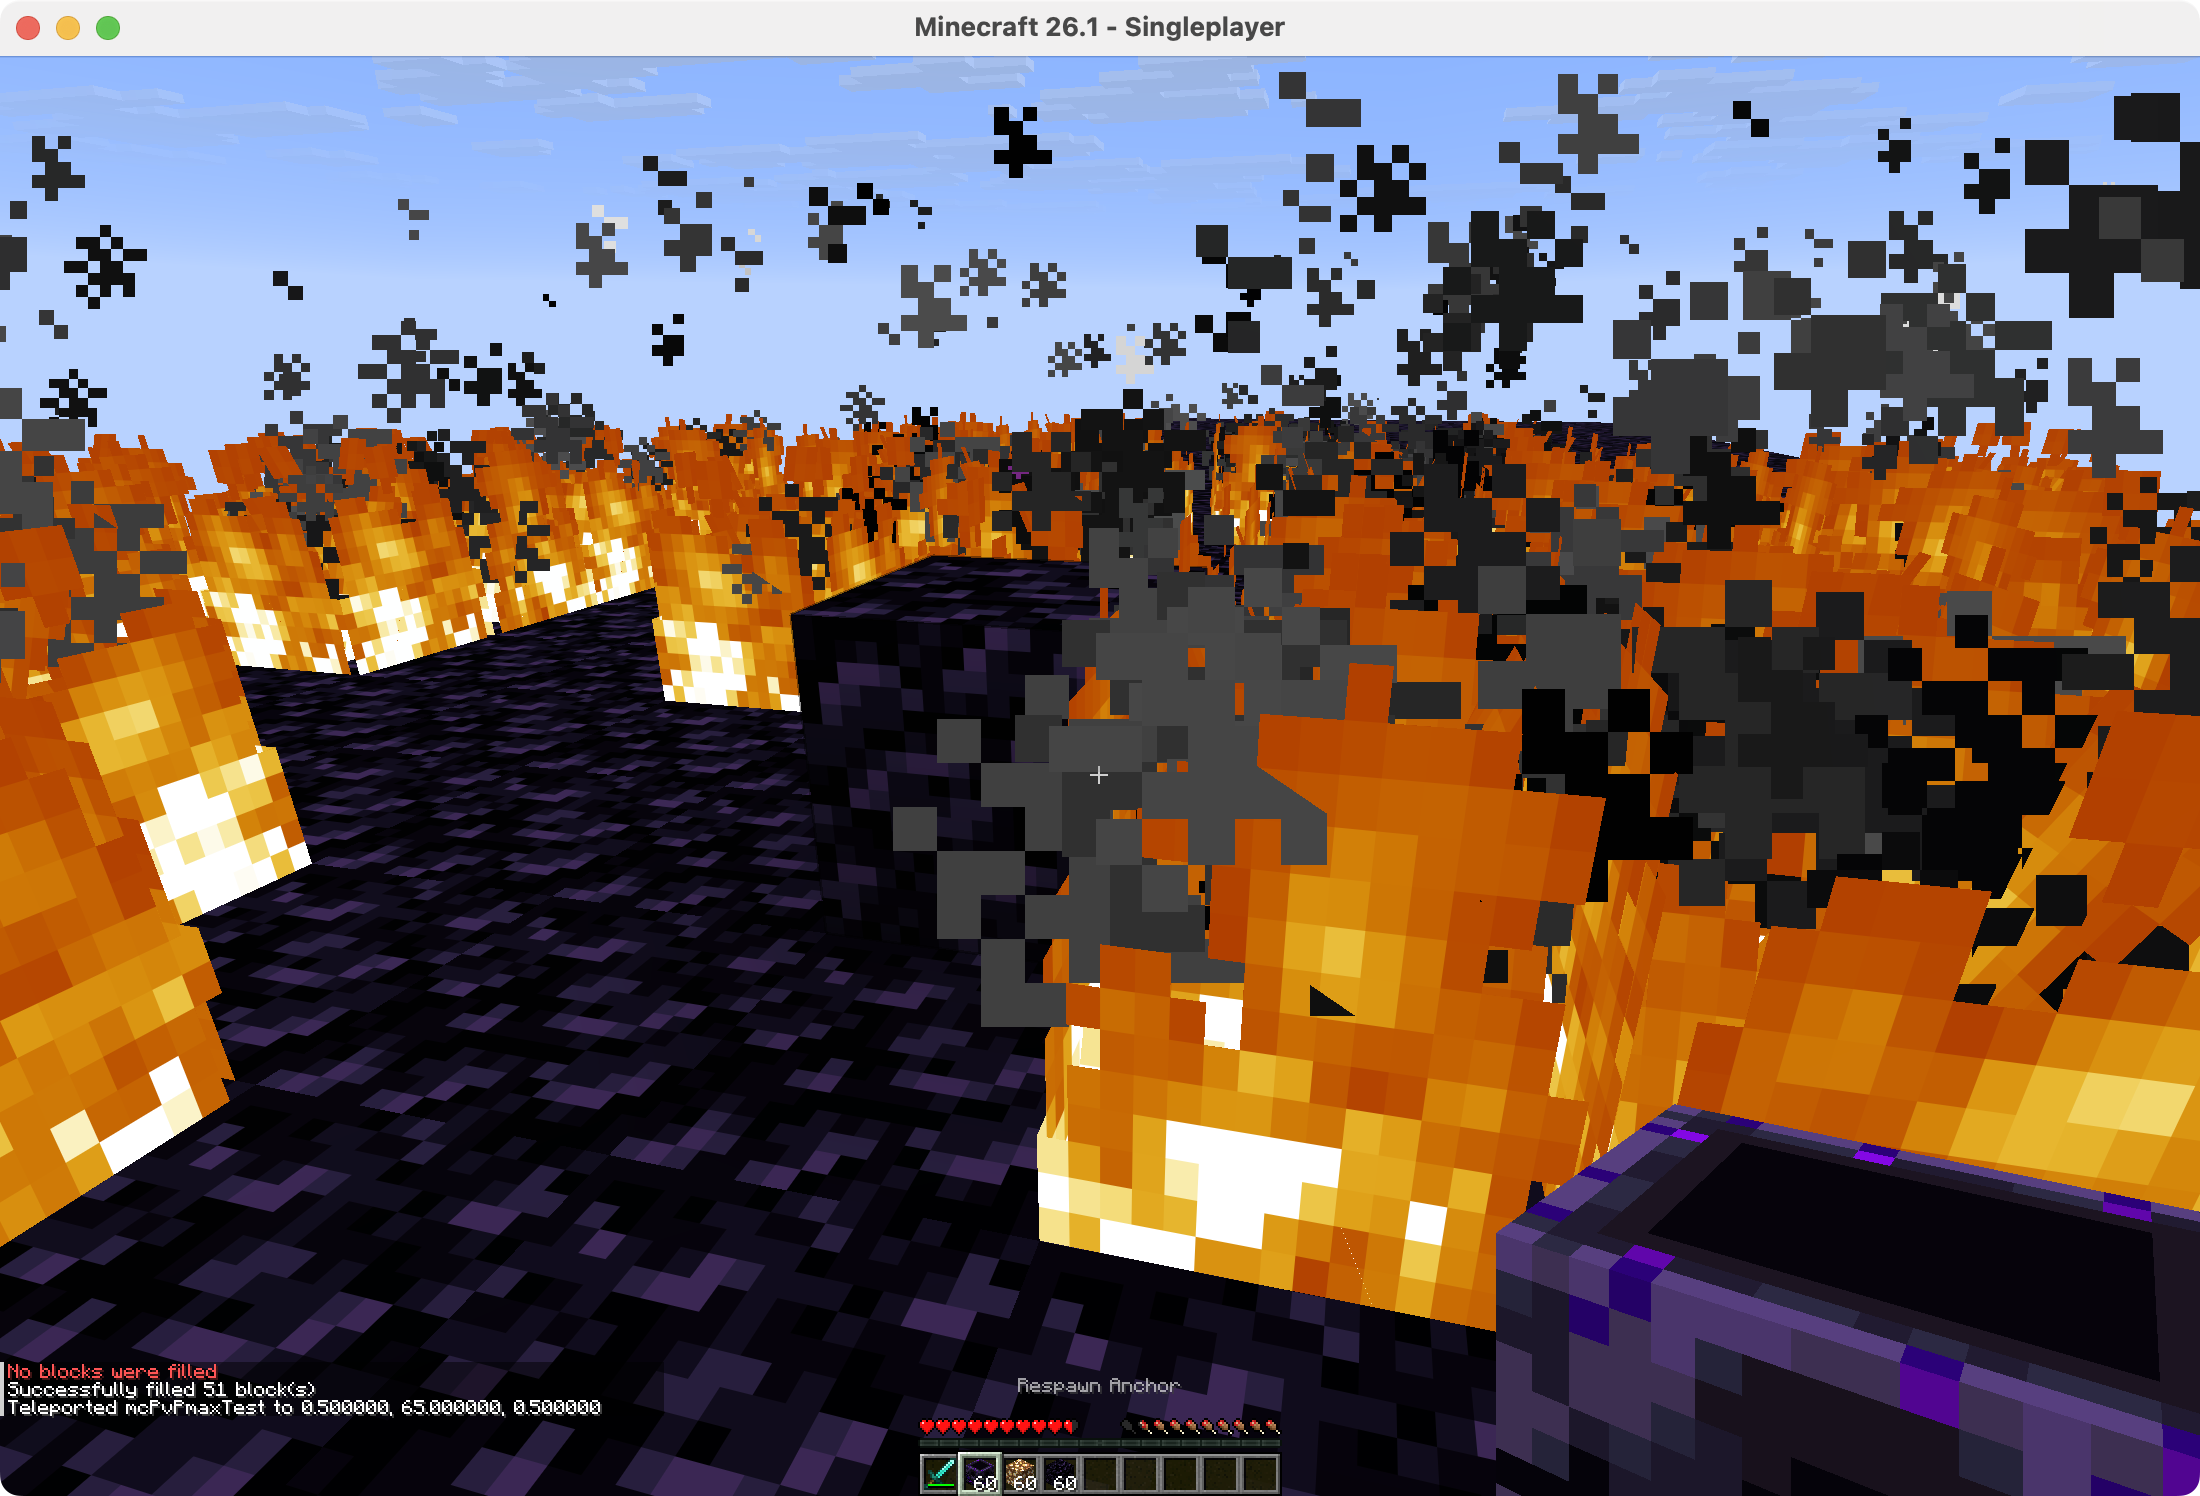 Minecraft 26.1 - Singleplayer
No blocks were filled
Successfully filled 51 block(s)
Teleported mcPvPmaxTest to 0.500000, 65.000000, 0.500000
Respawn Anchor
60 60 60